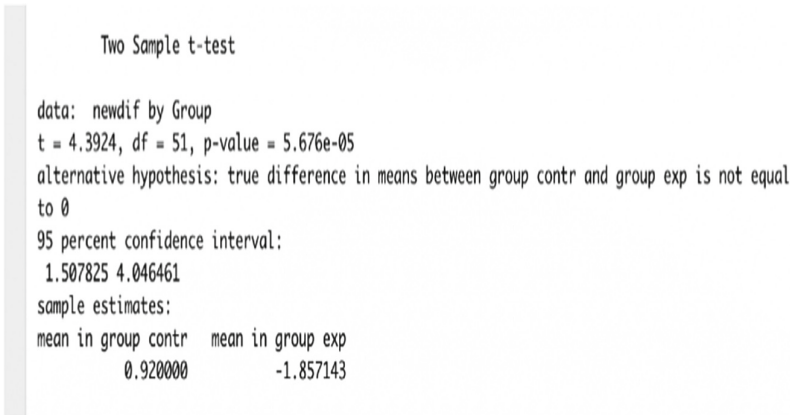 Two Sample t-test
data: newdif by Group
t = 4.3924, df = 51, p-value = 5.676e-05
alternative hypothesis: true difference in means between group contr and group exp is not equal
to 0
95 percent confidence interval:
1.507825 4.046461
sample estimates:
mean in group contr mean in group exp
0.920000 -1.857143